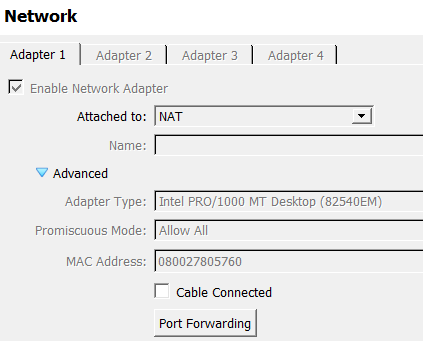 Network
Adapter 1 Adapter 2 Adapter 3 Adapter 4
Enable Network Adapter
Attached to: NAT
Name:
Advanced
Adapter Type: Intel PRO/1000 MT Desktop (82540EM)
Promiscuous Mode: Allow All
MAC Address: 080027805760
Cable Connected
Port Forwarding